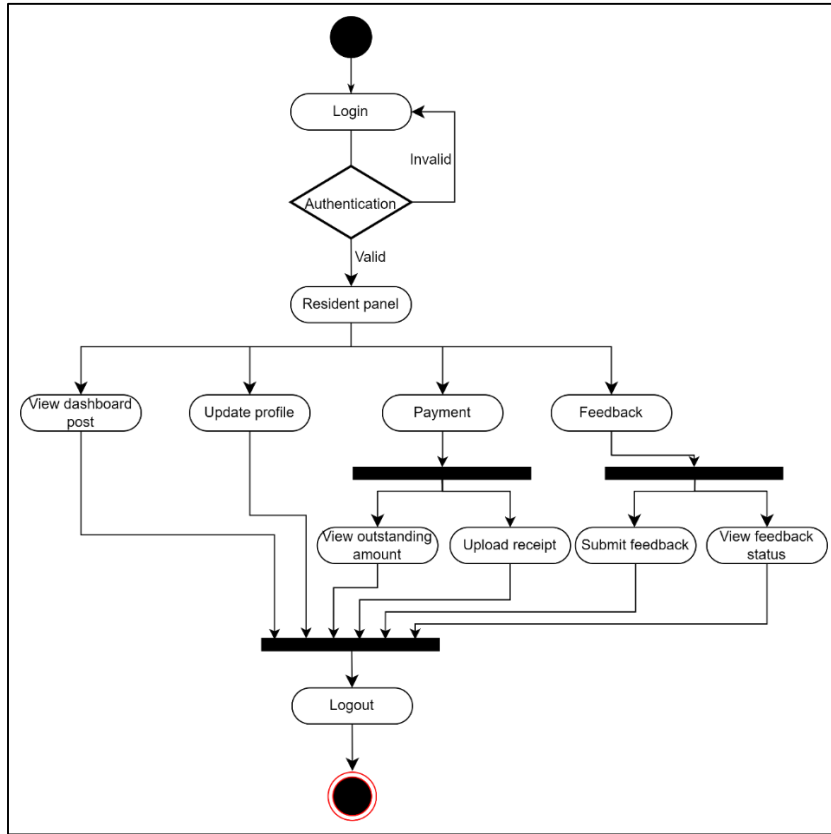 Login
Invalid
Authentication
Valid
Resident panel
View dashboard
post
Update profile
Payment
Feedback
View outstanding
amount
Upload receipt
Submit feedback
View feedback
status
Logout